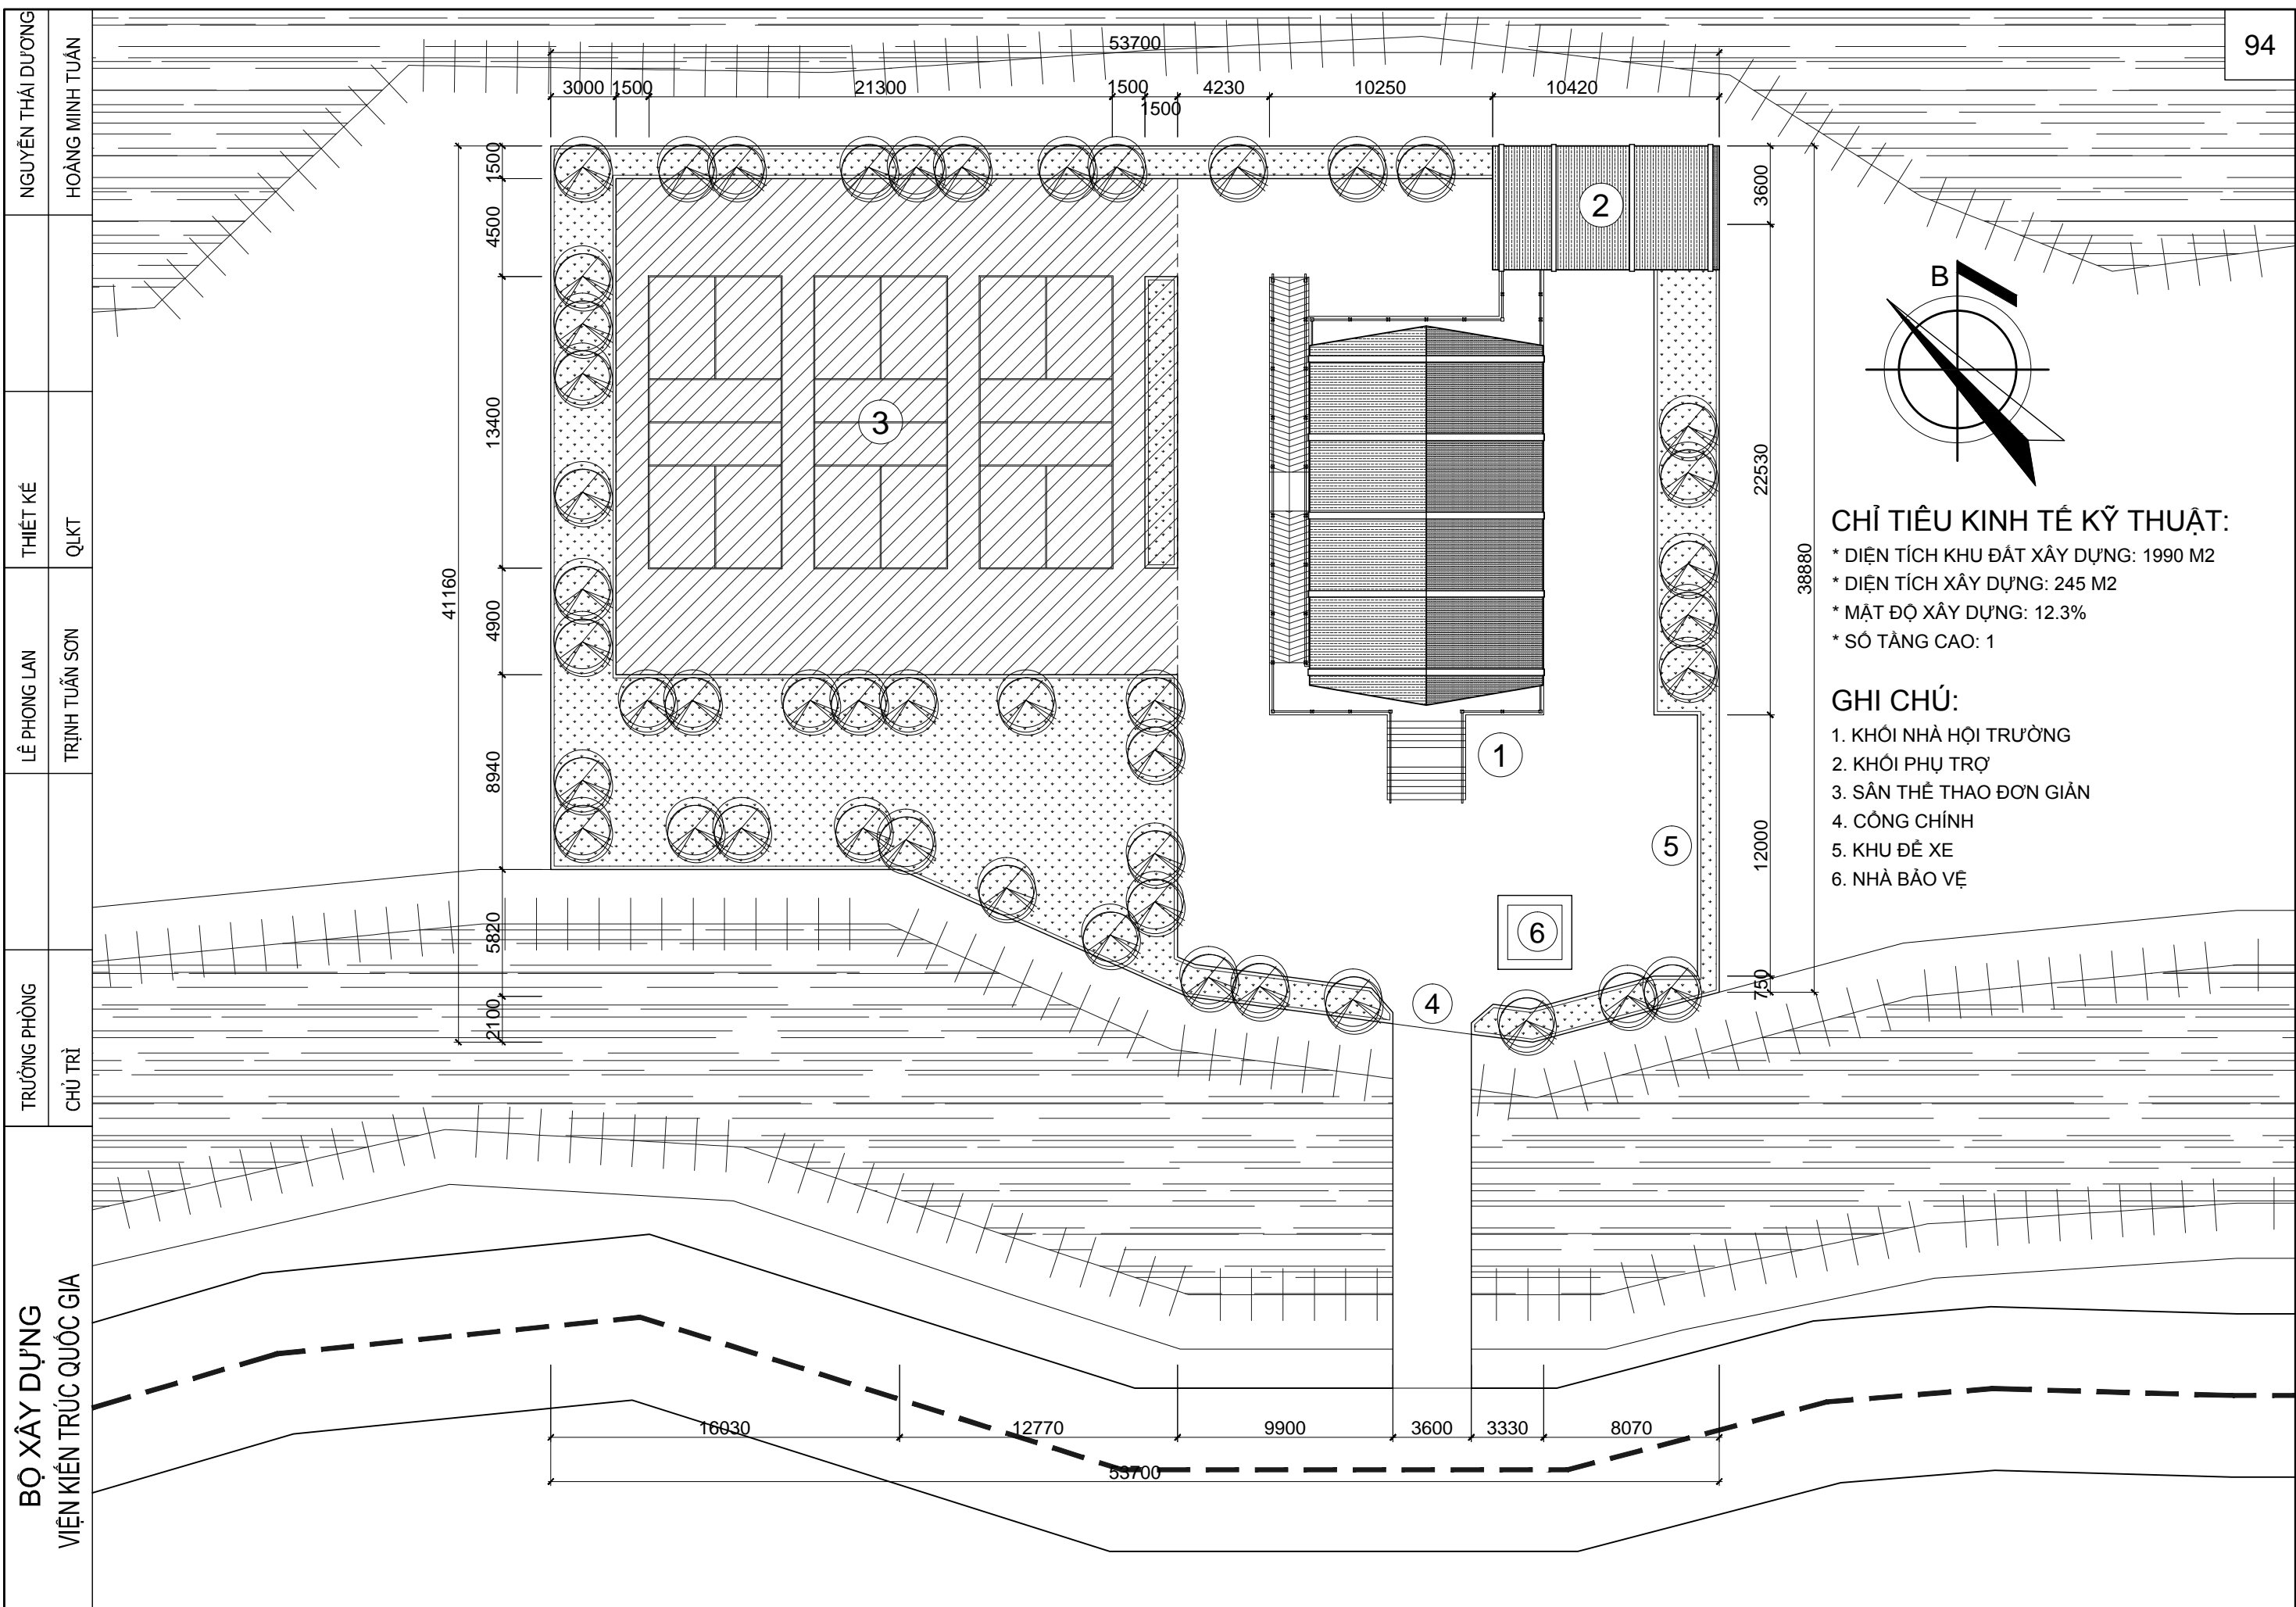 94
53700
3000
1500
21300
1500
1500
4230
10250
10420
1500
4500
13400
4900
8940
5820
2100
41160
3600
22530
12000
750
38880
2
3
1
5
6
4
B
CHỈ TIÊU KINH TẾ KỸ THUẬT:
* DIỆN TÍCH KHU ĐẤT XÂY DỰNG: 1990 M2
* DIỆN TÍCH XÂY DỰNG: 245 M2
* MẬT ĐỘ XÂY DỰNG: 12.3%
* SỐ TẦNG CAO: 1
GHI CHÚ:
1. KHỐI NHÀ HỘI TRƯỜNG
2. KHỐI PHỤ TRỢ
3. SÂN THỂ THAO ĐƠN GIẢN
4. CỔNG CHÍNH
5. KHU ĐỂ XE
6. NHÀ BẢO VỆ
16030
12770
9900
3600
3330
8070
53700
BỘ XÂY DỰNG
VIỆN KIẾN TRÚC QUỐC GIA
TRƯỞNG PHÒNG
CHỦ TRÌ
LÊ PHONG LAN
TRỊNH TUẤN SƠN
THIẾT KẾ
QLKT
NGUYỄN THÁI DƯƠNG
HOÀNG MINH TUẤN